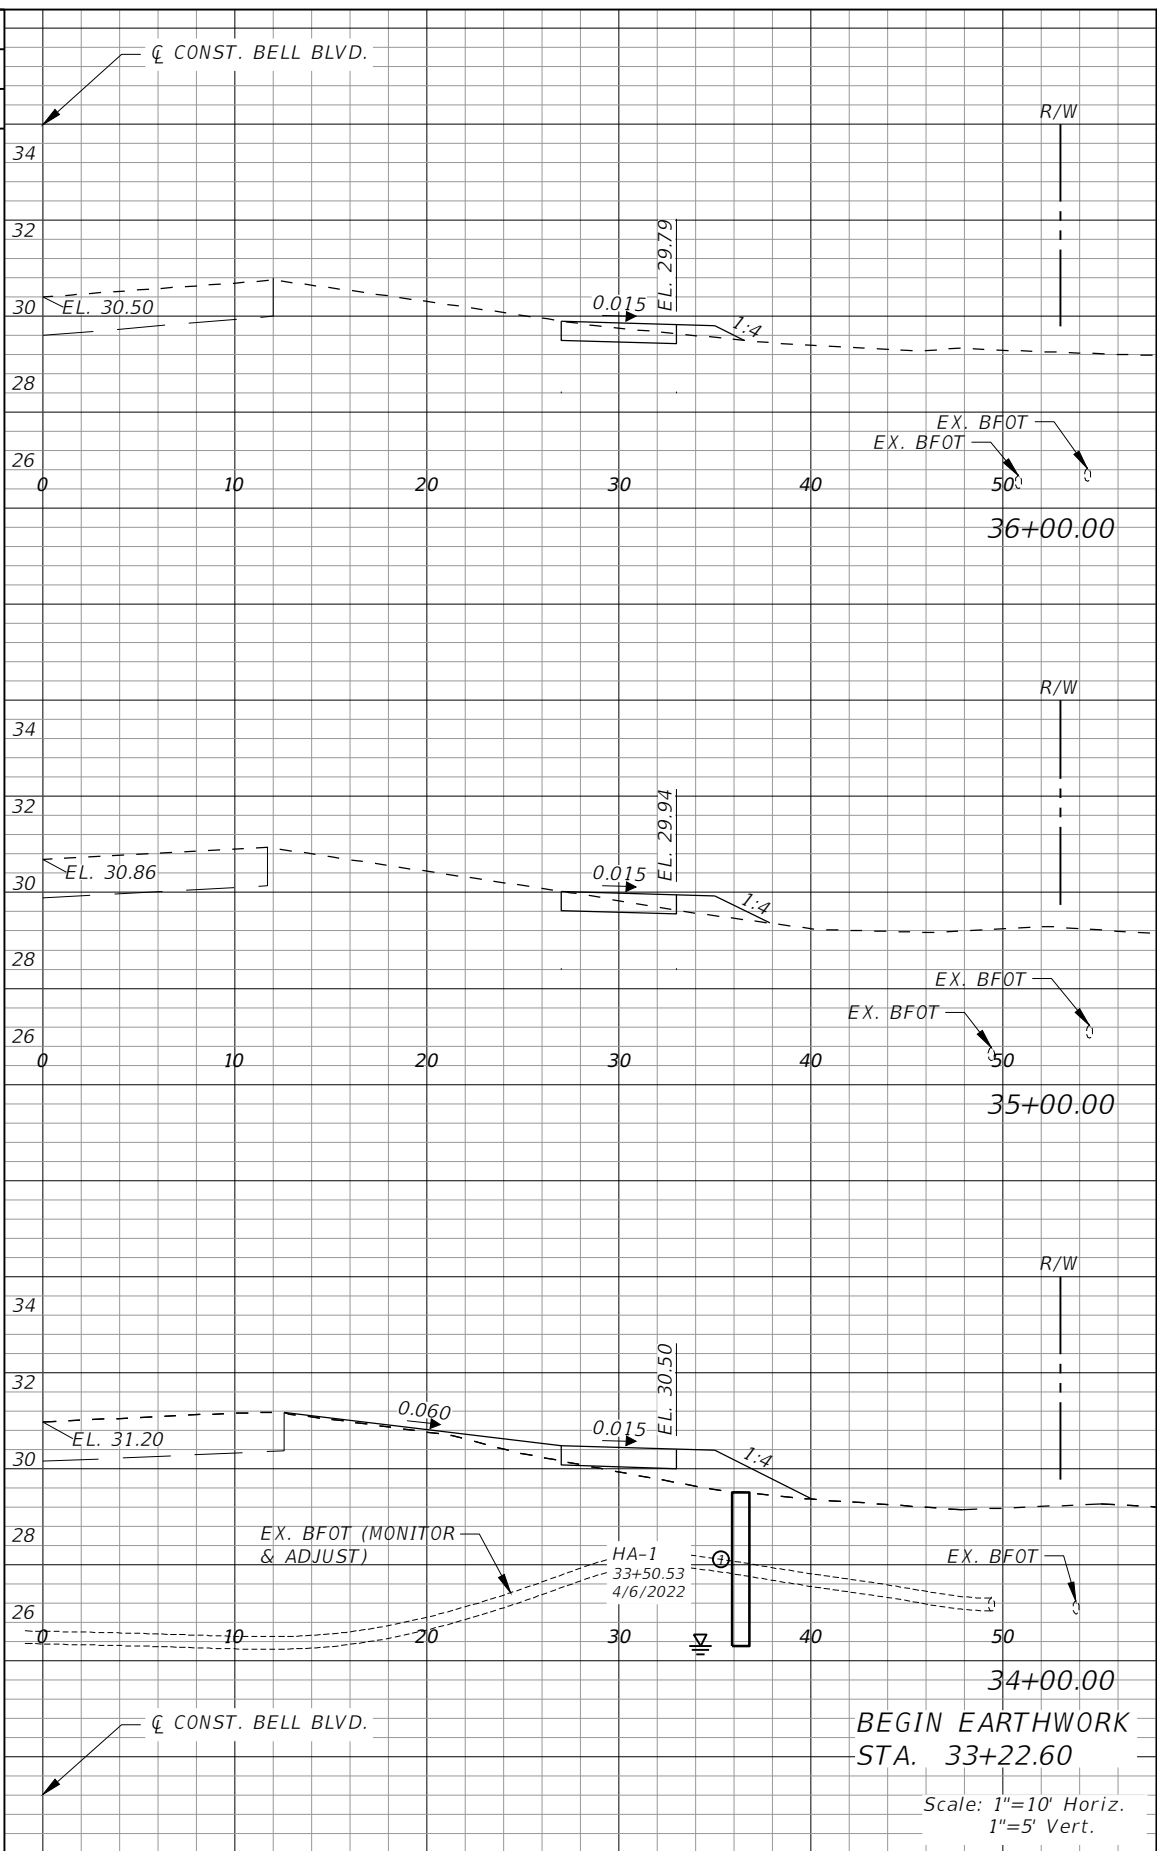 ℄ CONST. BELL BLVD.
R/W
34
32
EL. 29.79
30
EL. 30.50
0.015
1:4
28
EX. BFOT
EX. BFOT
26
0 10 20 30 40 50
36+00.00
R/W
34
32
EL. 29.94
30
EL. 30.86
0.015
1:4
28
EX. BFOT
EX. BFOT
26
0 10 20 30 40 50
35+00.00
R/W
34
32
EL. 30.50
0.060
0.015
EL. 31.20
30
1:4
28
EX. BFOT (MONITOR
& ADJUST)
HA-1
33+50.53
4/6/2022
1
EX. BFOT
26
0 10 20 30 40 50
34+00.00
℄ CONST. BELL BLVD.
BEGIN EARTHWORK
STA. 33+22.60
Scale: 1"=10' Horiz.
1"=5' Vert.